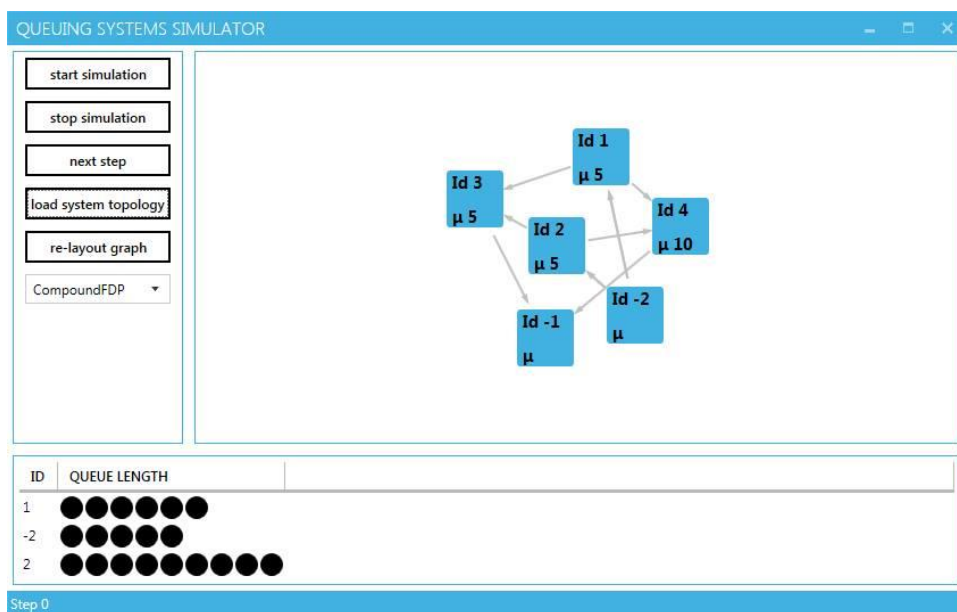 QUEUING SYSTEMS SIMULATOR
start simulation
stop simulation
next step
load system topology
re-layout graph
CompoundFDP
Id 1
μ 5
Id 3
μ 5
Id 4
μ 10
Id 2
μ 5
Id -2
μ
Id -1
μ
ID QUEUE LENGTH
1
-2
2
Step 0